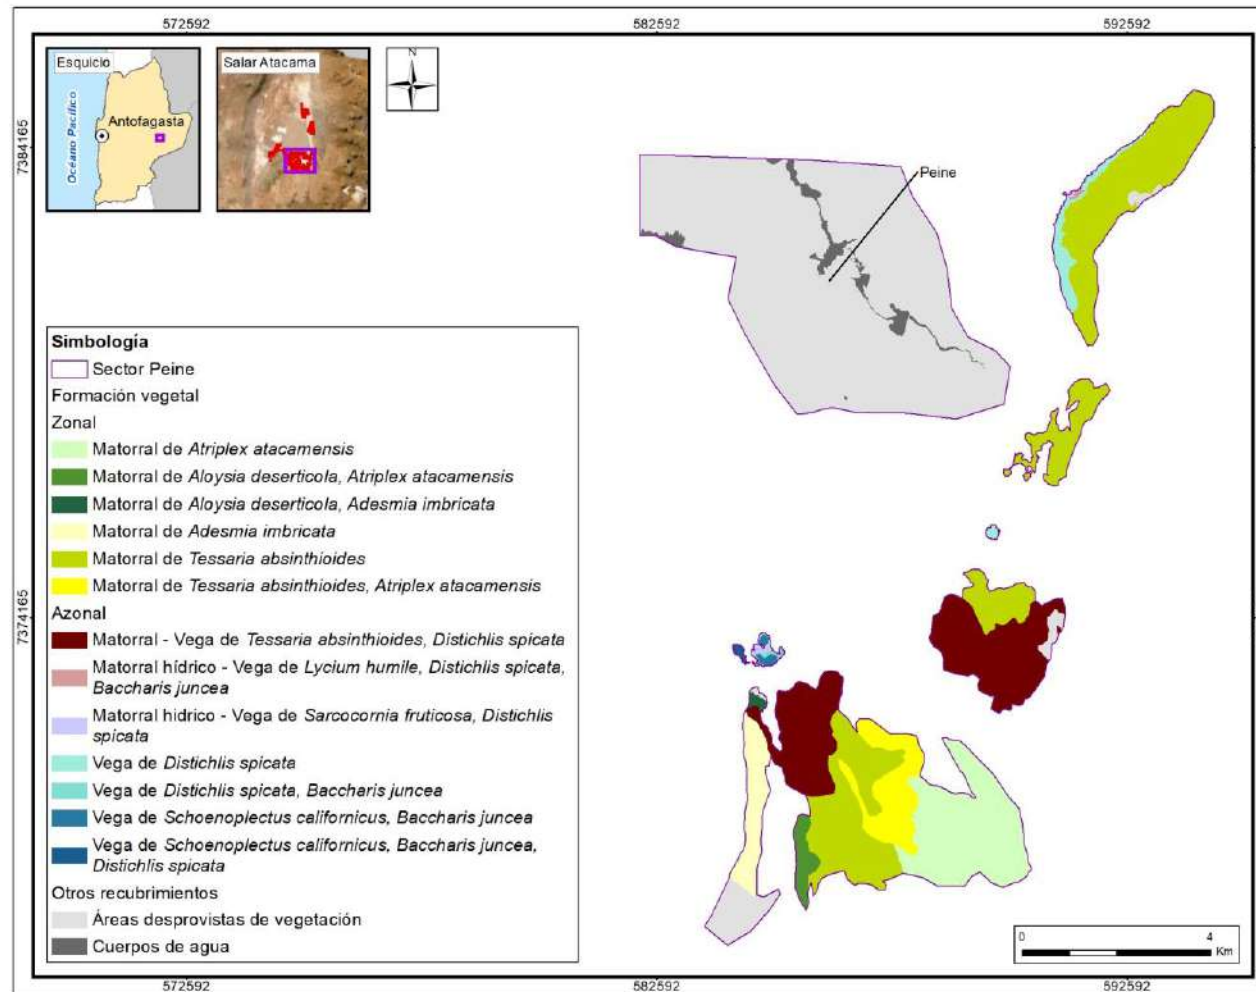 572592
582592
592592
7384165
7374165
Esquicio
Antofagasta
Océano Pacífico
Salar Atacama
N
Peine
Simbología
Sector Peine
Formación vegetal
Zonal
Matorral de Atriplex atacamensis
Matorral de Aloysia deserticola, Atriplex atacamensis
Matorral de Aloysia deserticola, Adesmia imbricata
Matorral de Adesmia imbricata
Matorral de Tessaria absinthioides
Matorral de Tessaria absinthioides, Atriplex atacamensis
Azonal
Matorral - Vega de Tessaria absinthioides, Distichlis spicata
Matorral hídrico - Vega de Lycium humile, Distichlis spicata,
Baccharis juncea
Matorral hidrico - Vega de Sarcocornia fruticosa, Distichlis
spicata
Vega de Distichlis spicata
Vega de Distichlis spicata, Baccharis juncea
Vega de Schoenoplectus californicus, Baccharis juncea
Vega de Schoenoplectus californicus, Baccharis juncea,
Distichlis spicata
Otros recubrimientos
Áreas desprovistas de vegetación
Cuerpos de agua
0 4
Km
572592
582592
592592